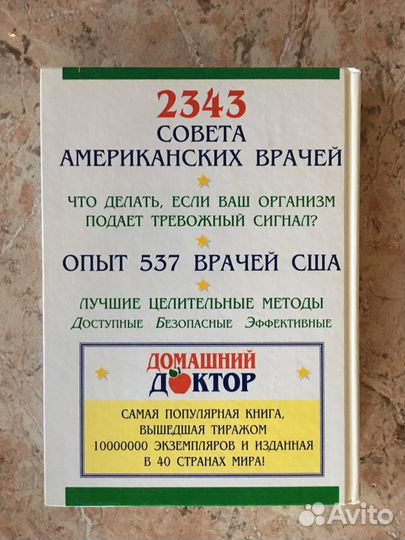 2343
СОВЕТА
АМЕРИКАНСКИХ ВРАЧЕЙ
ЧТО ДЕЛАТЬ, ЕСЛИ ВАШ ОРГАНИЗМ
ПОДАЕТ ТРЕВОЖНЫЙ СИГНАЛ?
ОПЫТ 537 ВРАЧЕЙ США
ЛУЧШИЕ ЦЕЛИТЕЛЬНЫЕ МЕТОДЫ
ДОСТУПНЫЕ БЕЗОПАСНЫЕ ЭФФЕКТИВНЫЕ
ДОМАШНИЙ
ДОКТОР
САМАЯ ПОПУЛЯРНАЯ КНИГА,
ВЫШЕДШАЯ ТИРАЖОМ
10000000 ЭКЗЕМПЛЯРОВ И ИЗДАННАЯ
В 40 СТРАНАХ МИРА!
Avito